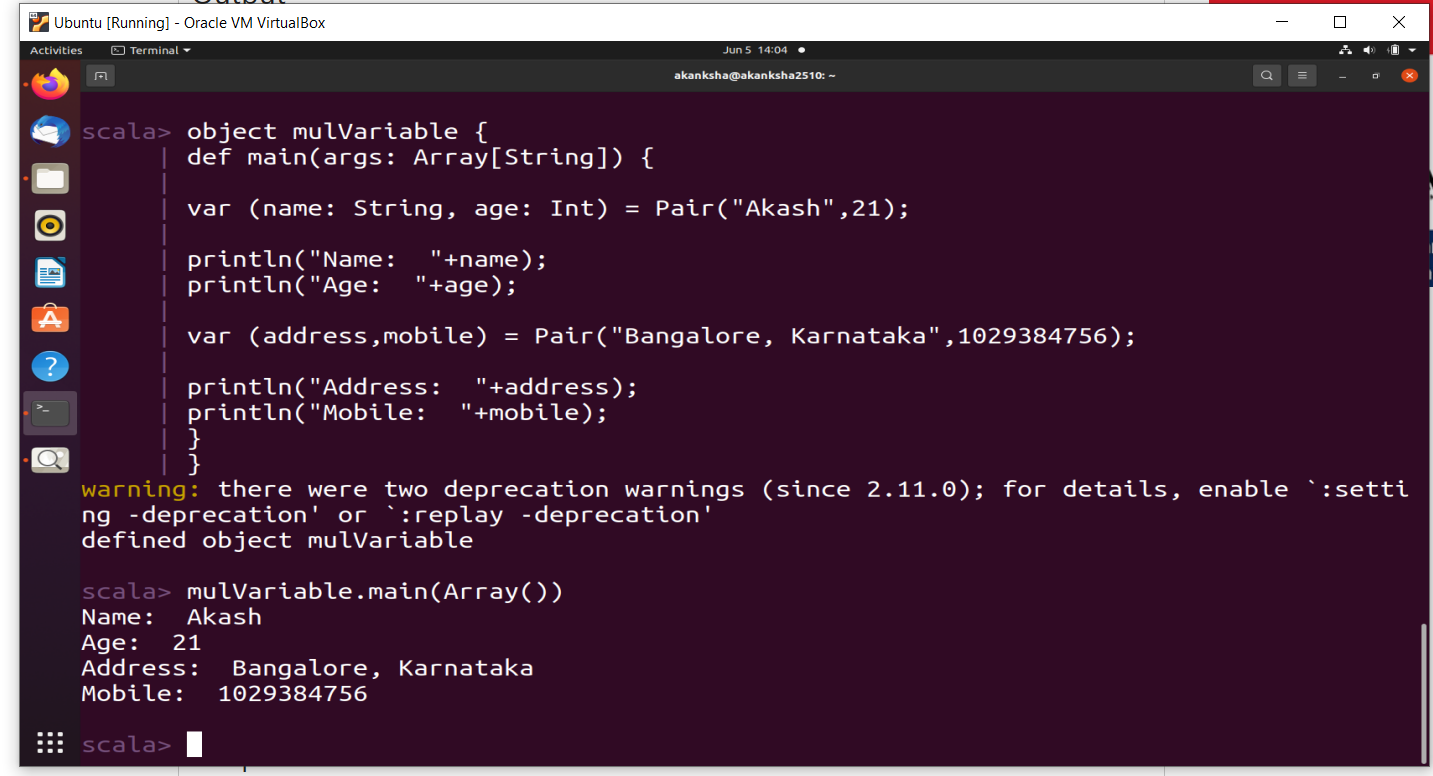 Output
Ubuntu [Running] - Oracle VM VirtualBox
Activities
Terminal
Jun 5 14:04
akanksha@akanksha2510: ~
scala> object mulVariable {
| def main(args: Array[String]) {
|
| var (name: String, age: Int) = Pair("Akash",21);
|
| println("Name:  "+name);
| println("Age:  "+age);
|
| var (address,mobile) = Pair("Bangalore, Karnataka",1029384756);
|
| println("Address:  "+address);
| println("Mobile:  "+mobile);
| }
| }
warning: there were two deprecation warnings (since 2.11.0); for details, enable `:setti
ng -deprecation' or `:replay -deprecation'
defined object mulVariable
scala> mulVariable.main(Array())
Name:  Akash
Age:  21
Address:  Bangalore, Karnataka
Mobile:  1029384756
scala>